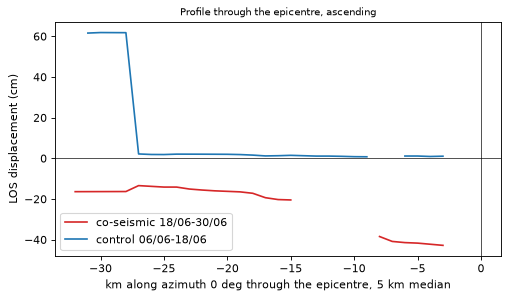 Profile through the epicentre, ascending
LOS displacement (cm)
60
40
20
0
−20
−40
co-seismic 18/06-30/06
control 06/06-18/06
−30
−25
−20
−15
−10
−5
0
km along azimuth 0 deg through the epicentre, 5 km median